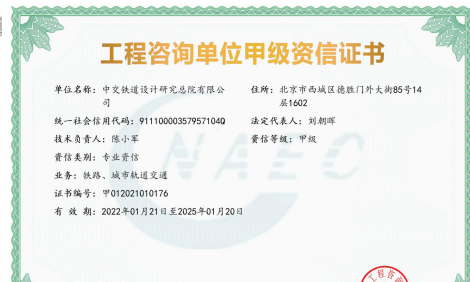 工程咨询单位甲级资信证书
单位名称：中交铁道设计研究总院有限公
司
住所：北京市西城区德胜门外大街85号14
层1602
统一社会信用代码：91110000357957104Q
法定代表人：刘朝晖
技术负责人：陈小军
资信等级：甲级
资信类别：专业资信
业务：铁路、城市轨道交通
证书编号：甲012021010176
有 效 期：2022年01月21日至2025年01月20日
NAEC
工程咨询